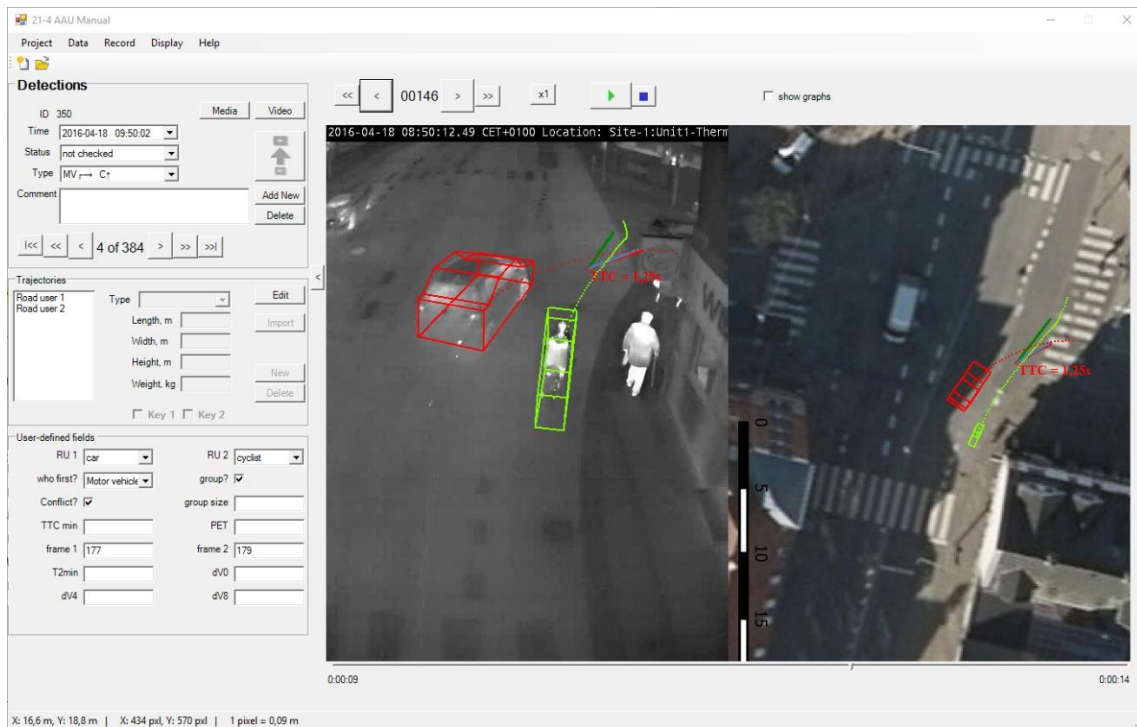 21-4 AAU Manual
Project Data Record Display Help
Detections
ID 350
Media Video
Time 2016-04-18 09:50:02
Status not checked
Type MV ┌─→ C↑
Comment
Add New
Delete
|<< << < 4 of 384 > >> >>|
Trajectories
Road user 1
Road user 2
Type
Edit
Length, m
Import
Width, m
Height, m
Weight, kg
New
Delete
Key 1 Key 2
User-defined fields
RU 1 car RU 2 cyclist
who first? Motor vehicle group?
Conflict? group size
TTC min PET
frame 1 177 frame 2 179
T2min dV0
dV4 dV8
<
<< < 00146 > >> x1
show graphs
2016-04-18 08:50:12.49 CET+0100 Location: Site-1:Unit1-Therm
TTC = 1,25s
TTC = 1,25s
0
5
10
15
0:00:09 0:00:14
X: 16,6 m, Y: 18,8 m | X: 434 pxl, Y: 570 pxl | 1 pixel = 0,09 m